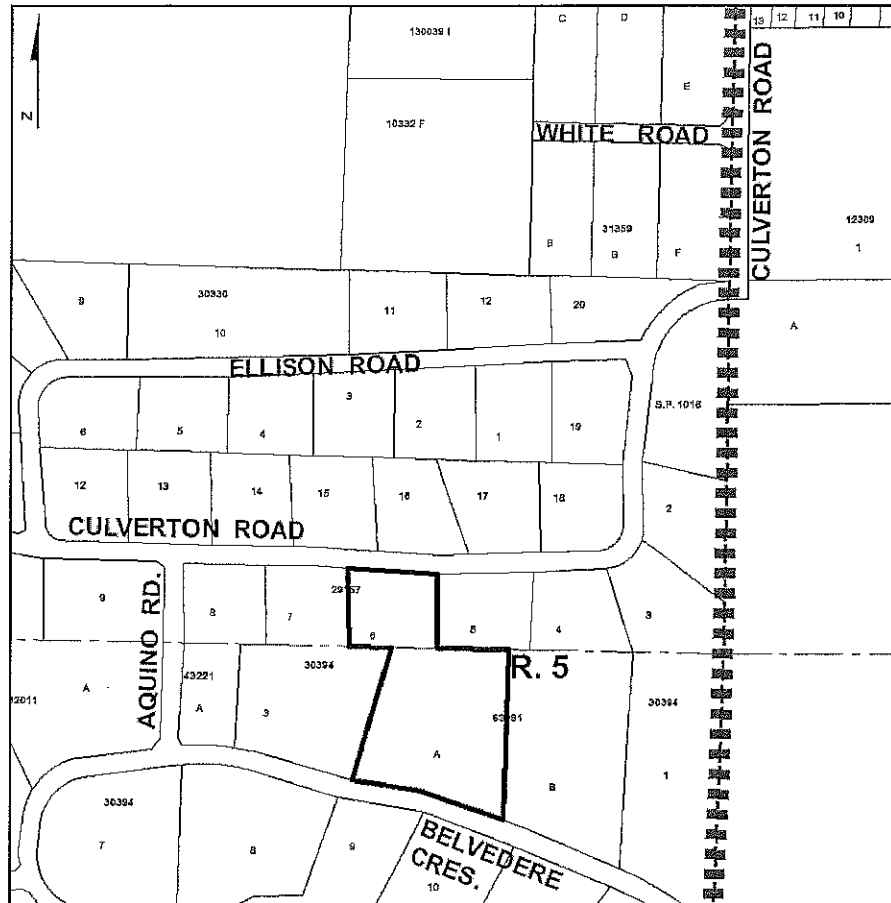 130039 I
C D
13 12 11 10
E
N
10332 F
WHITE ROAD
CULVERTON ROAD
31359
12309
B G F
1
9
30330
10
11
12
20
A
ELLISON ROAD
3
2
1
19
S.P. 1016
6
5
4
12
13
14
15
16
17
18
2
CULVERTON ROAD
9
AQUINO RD.
8
7
6
5
4
3
43221
30394
R. 5
A
A
3
A
B
30394
1
30394
7
8
9
BELVEDERE
CRES.
10